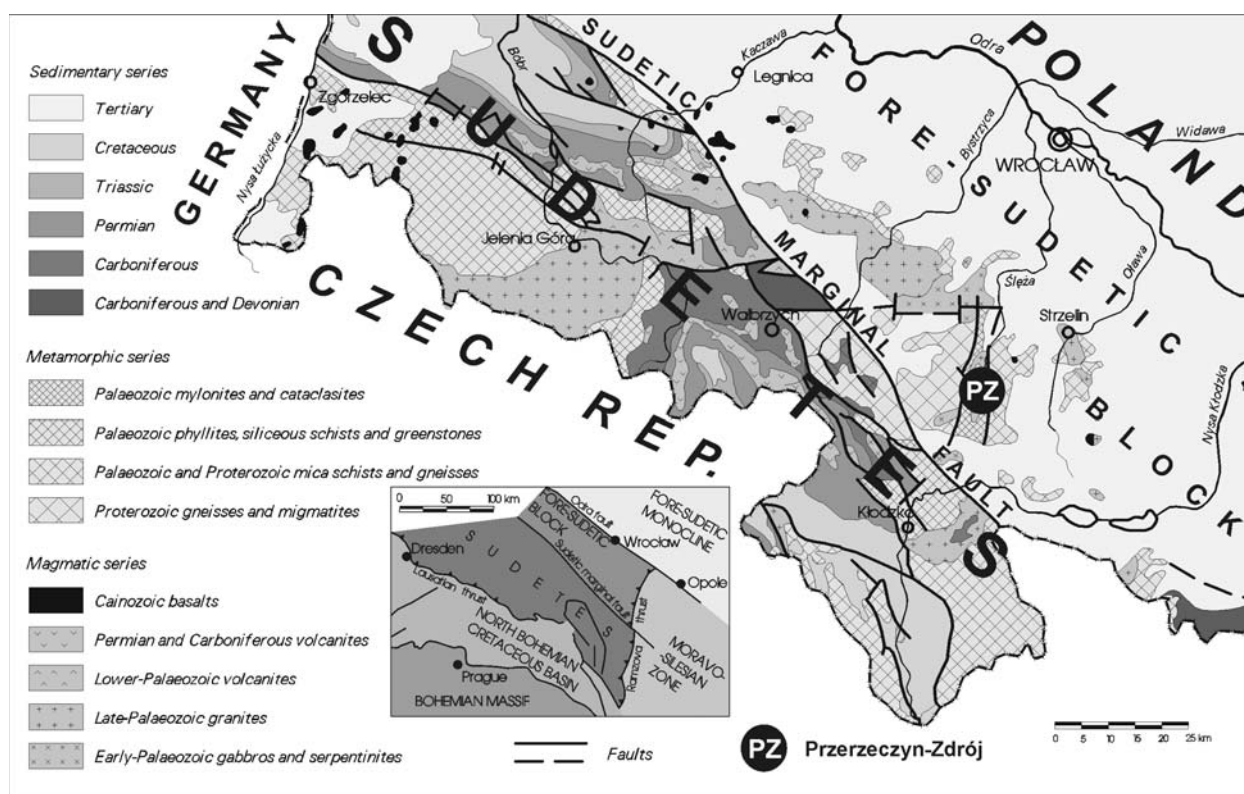 Sedimentary series
Tertiary
Cretaceous
Triassic
Permian
Carboniferous
Carboniferous and Devonian
Metamorphic series
Palaeozoic mylonites and cataclasites
Palaeozoic phyllites, siliceous schists and greenstones
Palaeozoic and Proterozoic mica schists and gneisses
Proterozoic gneisses and migmatites
Magmatic series
Cainozoic basalts
Permian and Carboniferous volcanites
Lower-Palaeozoic volcanites
Late-Palaeozoic granites
Early-Palaeozoic gabbros and serpentinites
GERMANY
POLAND
CZECH REP.
SUDETES
SUDETIC MARGINAL FAULT
FORE-SUDETIC BLOCK
Zgorzelec
Nysa Łużycka
Bóbr
Kaczawa
Legnica
Odra
Bystrzyca
Widawa
WROCŁAW
Jelenia Góra
Ślęża
Oława
Wałbrzych
Strzelin
PZ
Nysa Kłodzka
Kłodzko
0 50 100 km
Odra fault
FORE-SUDETIC
BLOCK
FORE-SUDETIC
MONOCLINE
Wrocław
Dresden
SUDETES
Sudetic marginal fault
Opole
Lausatian thrust
thrust
Ramzova
NORTH BOHEMIAN
CRETACEOUS BASIN
MORAVO-
SILESIAN
ZONE
Prague
BOHEMIAN MASSIF
Faults
PZ Przerzeczyn-Zdrój
0 5 10 15 20 25 km